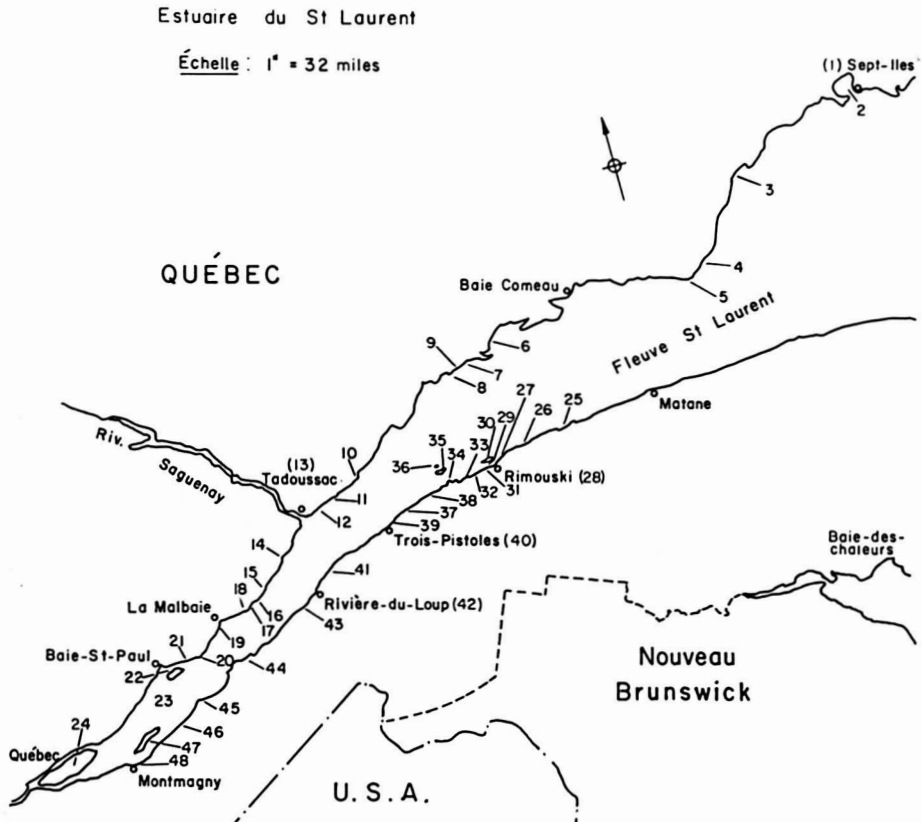 Estuaire du St Laurent
Échelle : 1" = 32 miles
(1) Sept-Iles
2
3
QUÉBEC
4
Baie Comeau
5
Fleuve St Laurent
6
9
7
8
27
26
25
Matane
29
30
33
34
35
36
Riv. Saguenay
(13)
Tadoussac
10
11
12
Rimouski (28)
31
32
38
37
39
Trois-Pistoles (40)
14
Baie-des-
chaleurs
15
41
18
16
Rivière-du-Loup (42)
La Malbaie
17
43
19
21
Baie-St-Paul
20
44
22
Nouveau
Brunswick
23
45
46
24
47
Québec
48
Montmagny
U.S.A.